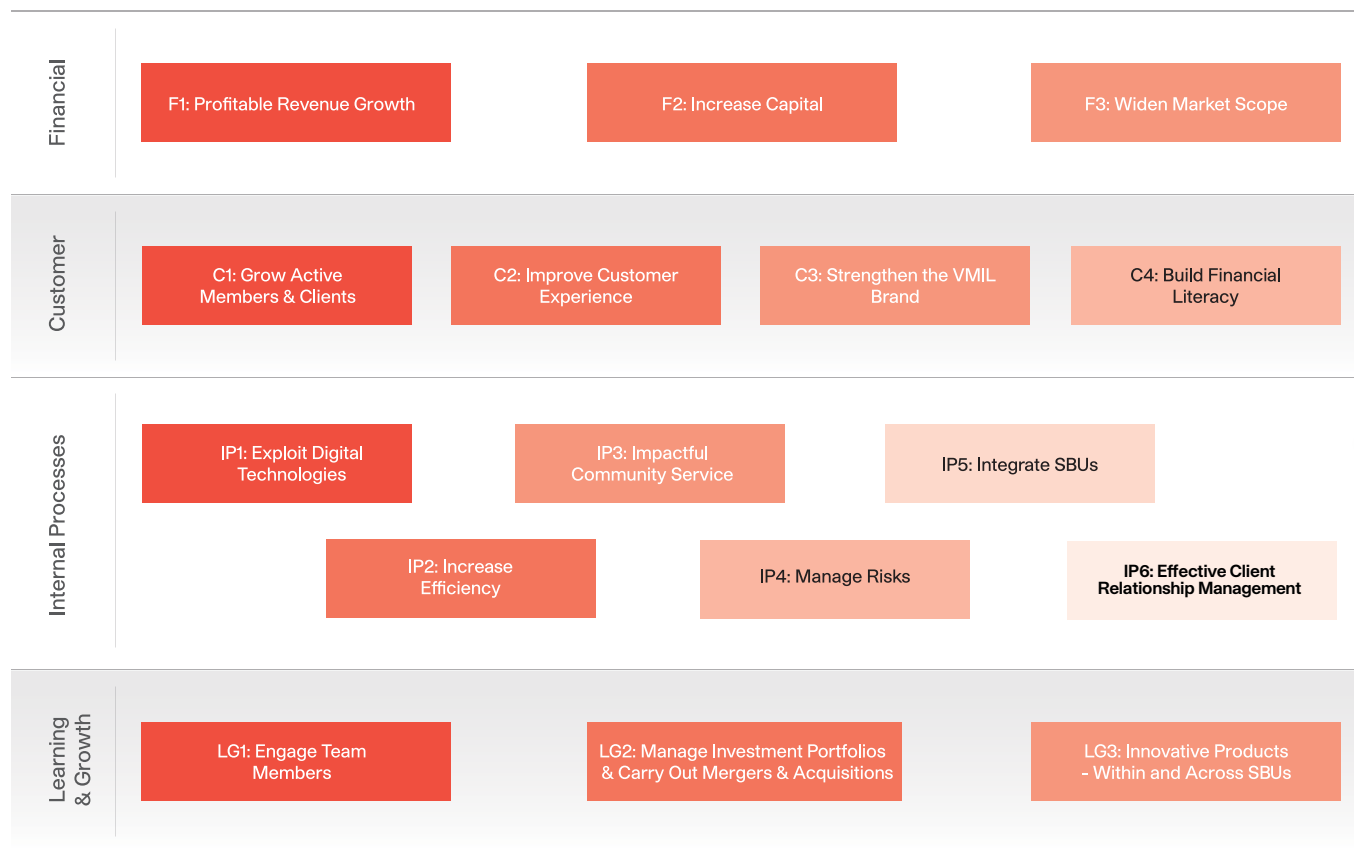 Financial
F1: Profitable Revenue Growth
F2: Increase Capital
F3: Widen Market Scope
Customer
C1: Grow Active
Members & Clients
C2: Improve Customer
Experience
C3: Strengthen the VMIL
Brand
C4: Build Financial
Literacy
Internal Processes
IP1: Exploit Digital
Technologies
IP3: Impactful
Community Service
IP5: Integrate SBUs
IP2: Increase
Efficiency
IP4: Manage Risks
IP6: Effective Client
Relationship Management
Learning
& Growth
LG1: Engage Team
Members
LG2: Manage Investment Portfolios
& Carry Out Mergers & Acquisitions
LG3: Innovative Products
- Within and Across SBUs